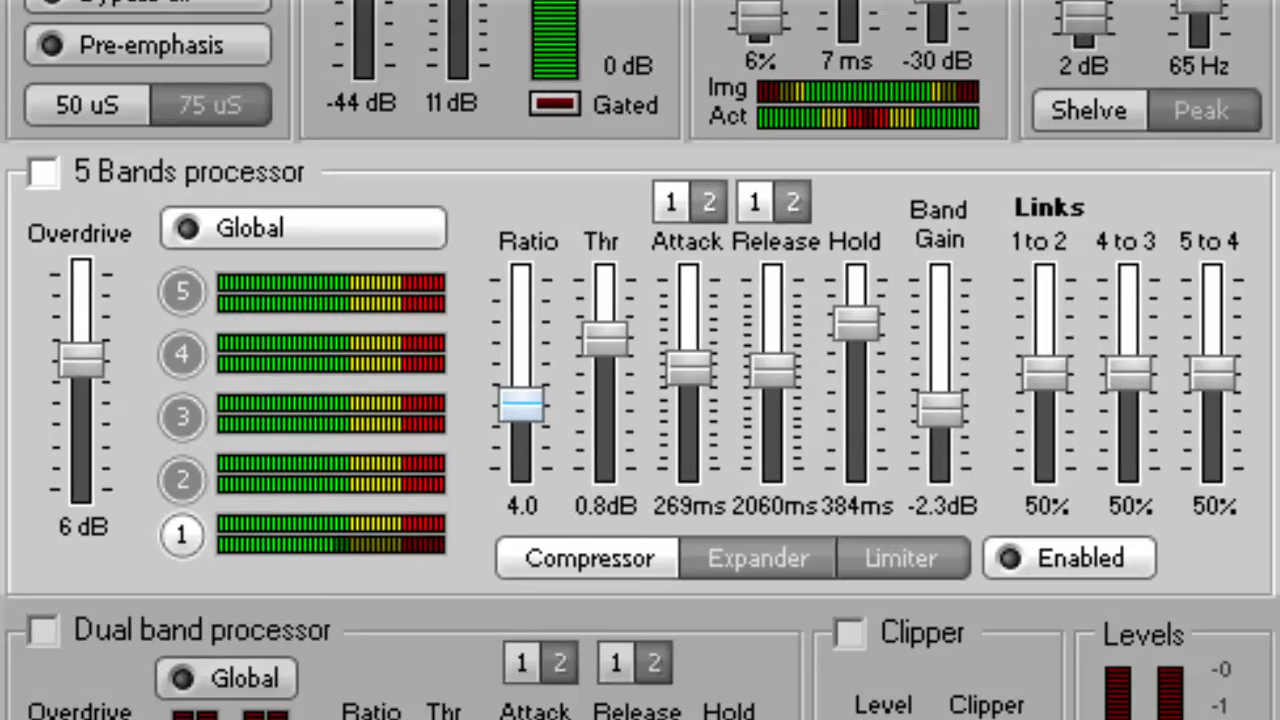 Pre-emphasis
50 uS 75 uS
-44 dB 11 dB
0 dB
Gated
6% 7 ms -30 dB
Img
Act
2 dB 65 Hz
Shelve Peak
5 Bands processor
Overdrive
6 dB
Global
5
4
3
2
1
1 2 1 2
Ratio Thr Attack Release Hold Band Gain
4.0 0.8dB 269ms 2060ms 384ms -2.3dB
Links
1 to 2 4 to 3 5 to 4
50% 50% 50%
Compressor Expander Limiter Enabled
Dual band processor
Global
1 2 1 2
Overdrive Ratio Thr Attack Release Hold
Clipper
Level Clipper
Levels
-0
-1